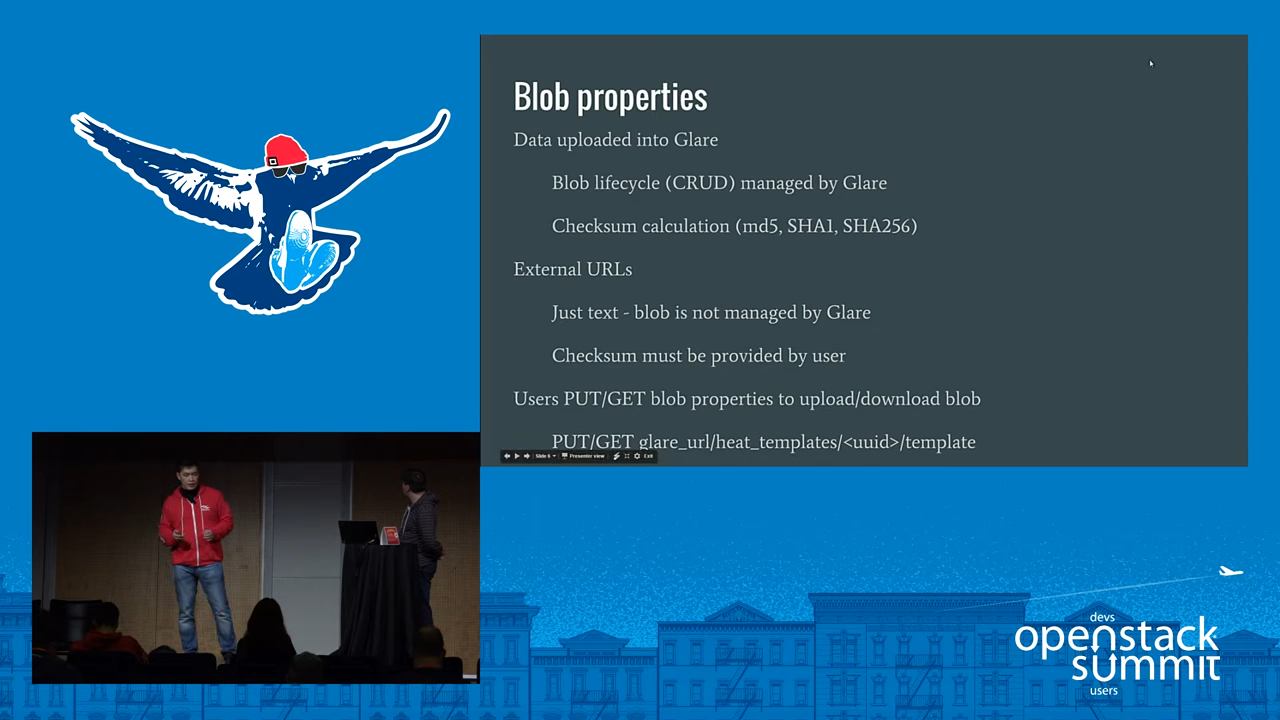 Blob properties
Data uploaded into Glare
Blob lifecycle (CRUD) managed by Glare
Checksum calculation (md5, SHA1, SHA256)
External URLs
Just text - blob is not managed by Glare
Checksum must be provided by user
Users PUT/GET blob properties to upload/download blob
PUT/GET glare_url/heat_templates/<uuid>/template
Slide 6
Presenter view
Exit
devs
openstack
summit
users